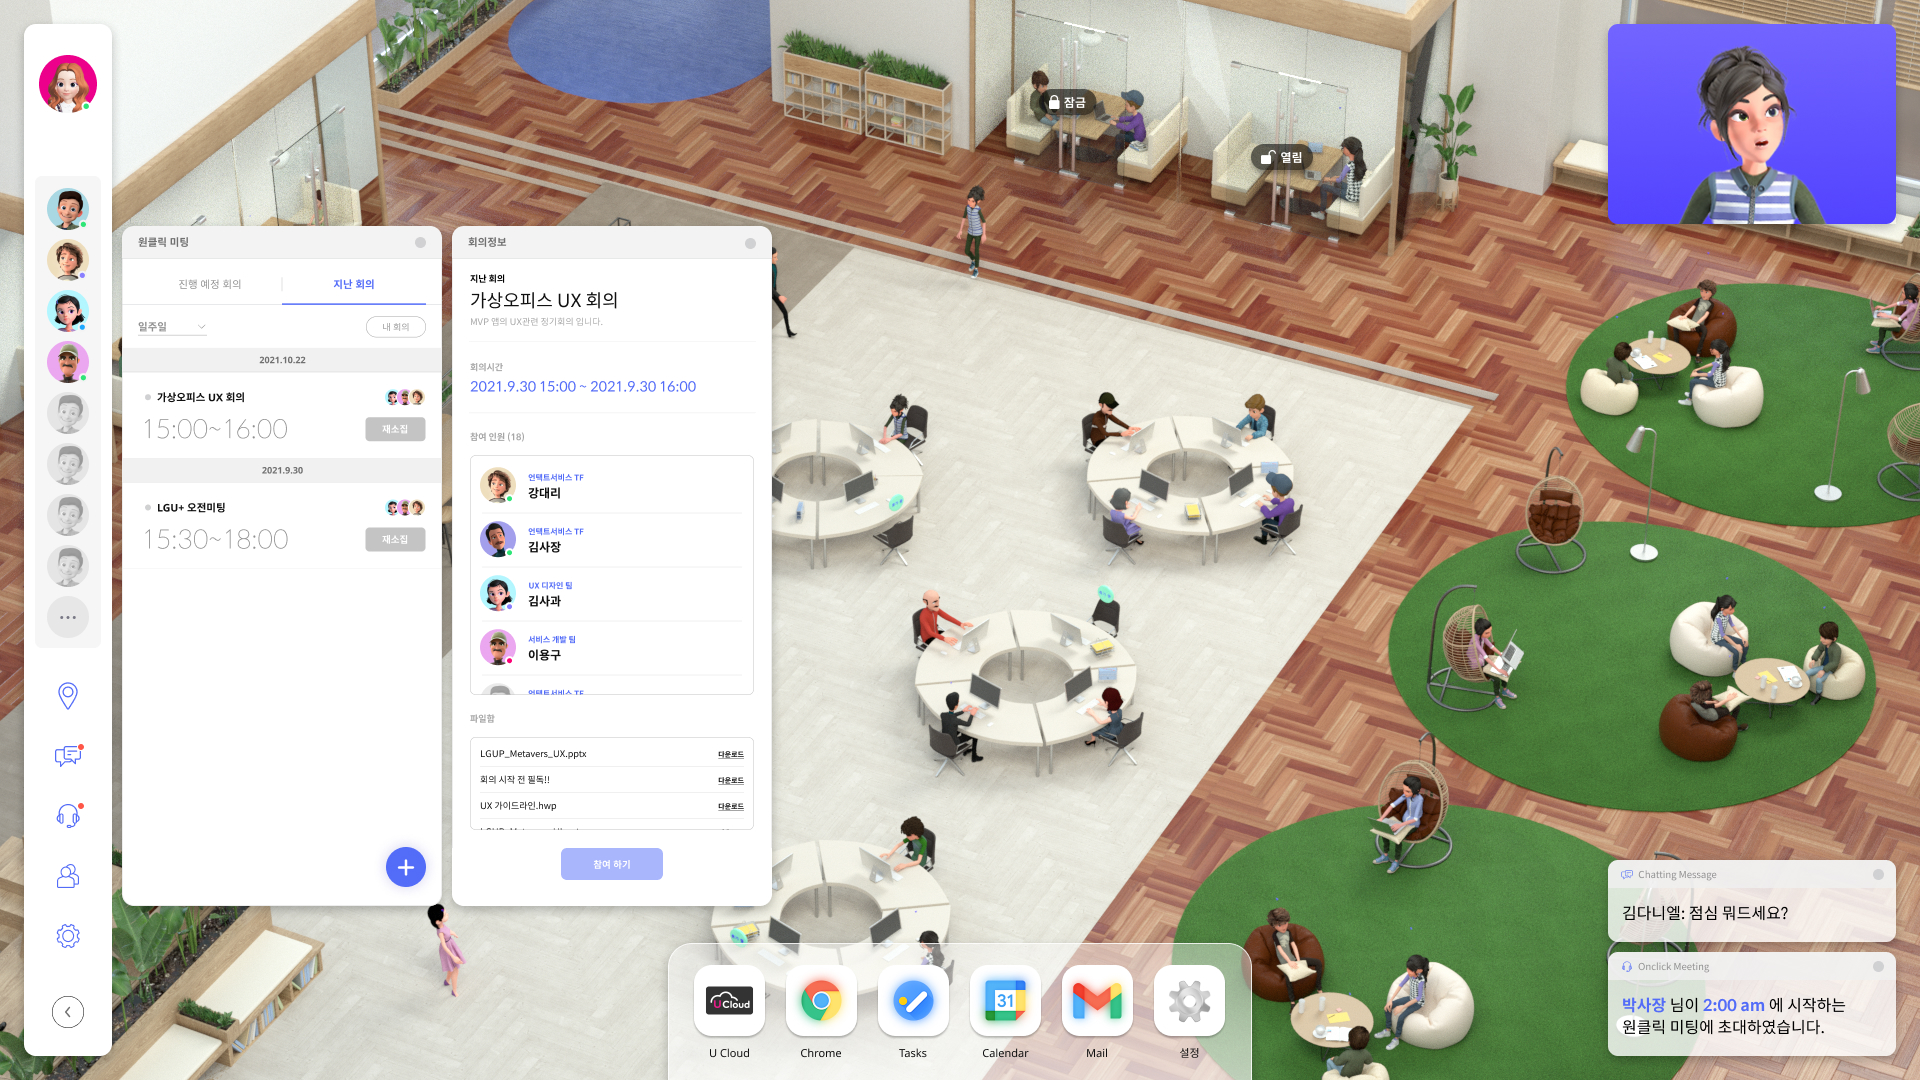 잠금
열림
원클릭 미팅
진행 예정 회의
지난 회의
일주일
내 회의
2021.10.22
가상오피스 UX 회의
15:00~16:00
재소집
2021.9.30
LGU+ 오전미팅
15:30~18:00
재소집
회의정보
지난 회의
가상오피스 UX 회의
MVP 앱의 UX관련 정기회의 입니다.
회의시간
2021.9.30 15:00 ~ 2021.9.30 16:00
참여 인원 (18)
언택트서비스 TF
강대리
언택트서비스 TF
김사장
UX 디자인 팀
김사과
서비스 개발 팀
이용구
언택트서비스 TF
파일함
LGUP_Metavers_UX.pptx
다운로드
회의 시작 전 필독!!
다운로드
UX 가이드라인.hwp
다운로드
참여 하기
Chatting Message
김다니엘: 점심 뭐드세요?
Onclick Meeting
박사장 님이 2:00 am 에 시작하는
원클릭 미팅에 초대하였습니다.
UCloud
31
U Cloud
Chrome
Tasks
Calendar
Mail
설정